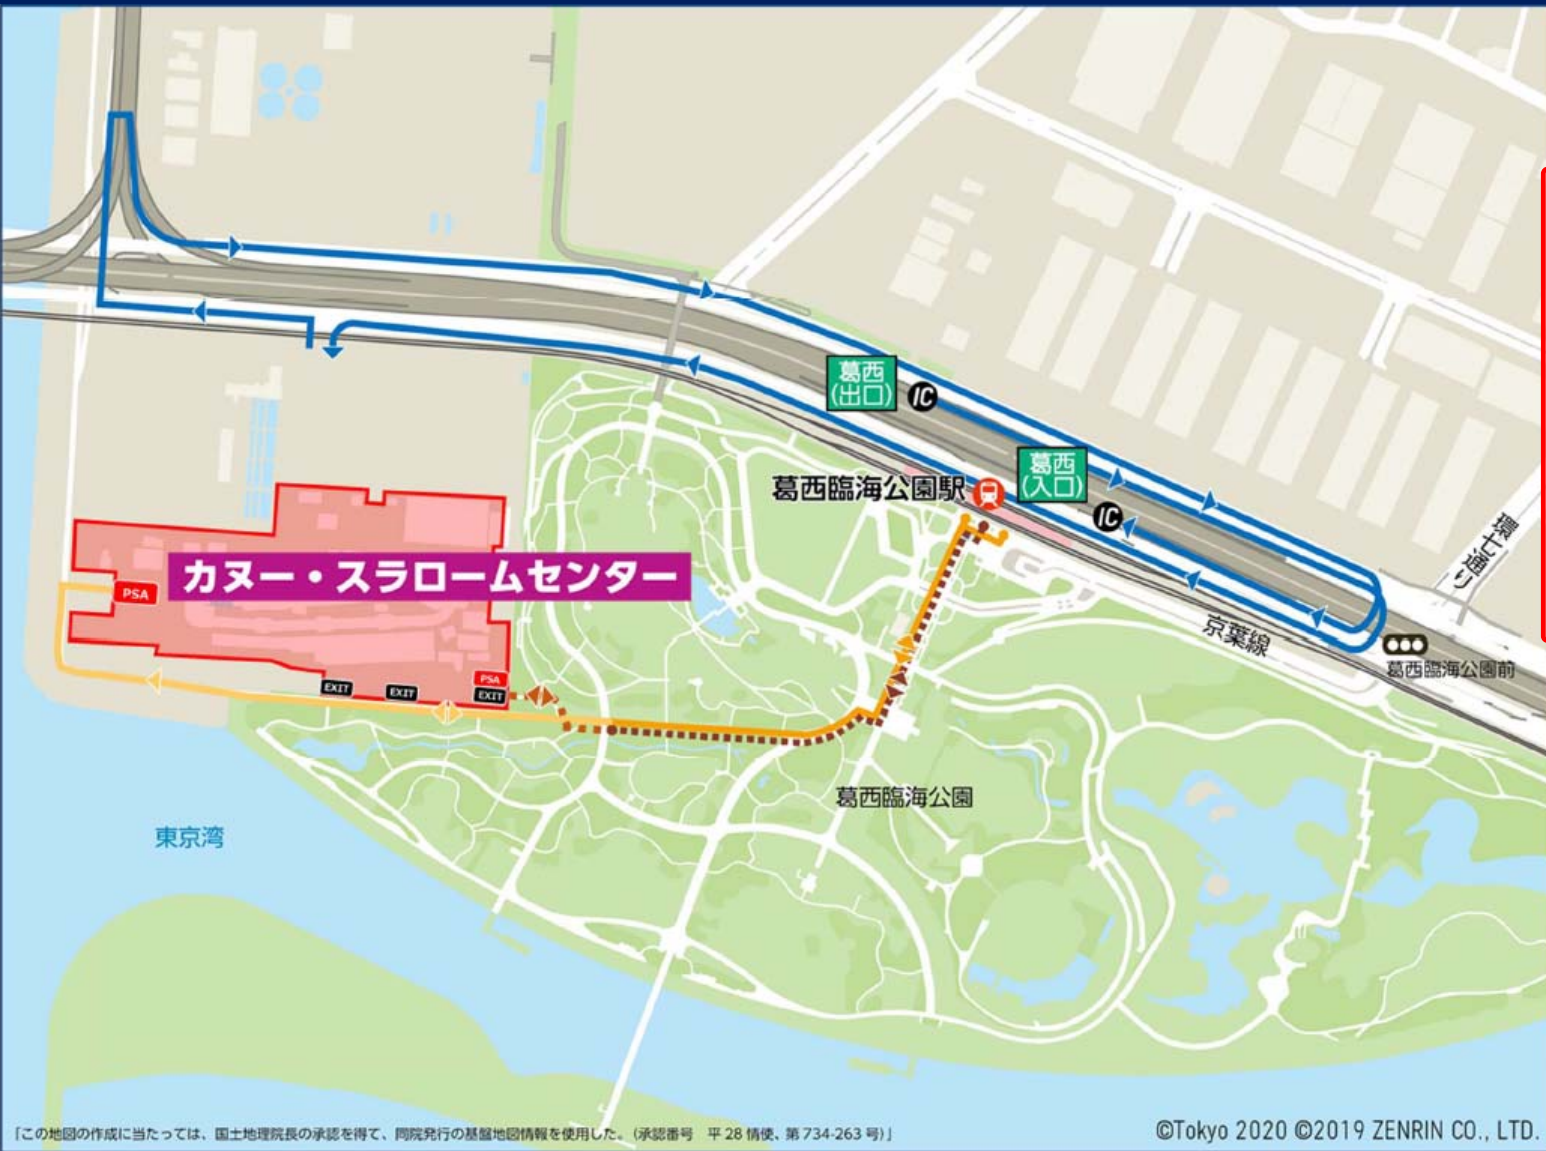 葛西
(出口)
IC
葛西
(入口)
葛西臨海公園駅
IC
環七通り
カヌー・スラロームセンター
PSA
京葉線
葛西臨海公園前
EXIT
EXIT
PSA
EXIT
葛西臨海公園
東京湾
「この地図の作成に当たっては、国土地理院長の承認を得て、同院発行の基盤地図情報を使用した。(承認番号 平 28 情使、第 734-263 号)」
©Tokyo 2020 ©2019 ZENRIN CO., LTD.